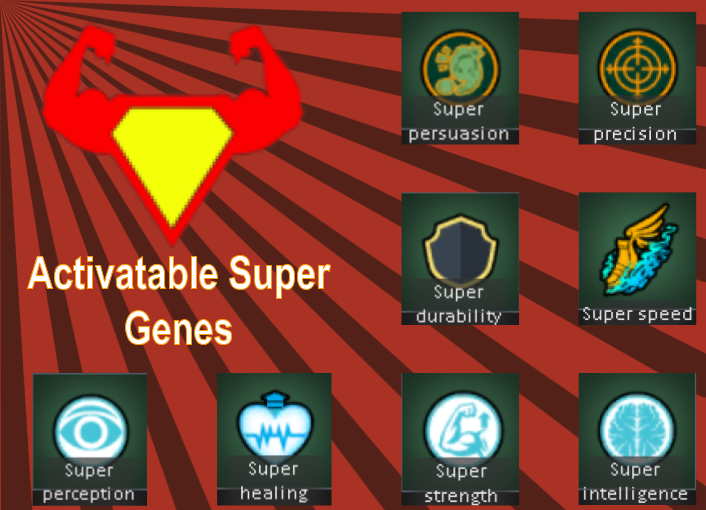 Super
persuasion
Super
precision
Activatable Super
Genes
Super
durability
Super speed
Super
perception
Super
healing
Super
strength
Super
intelligence